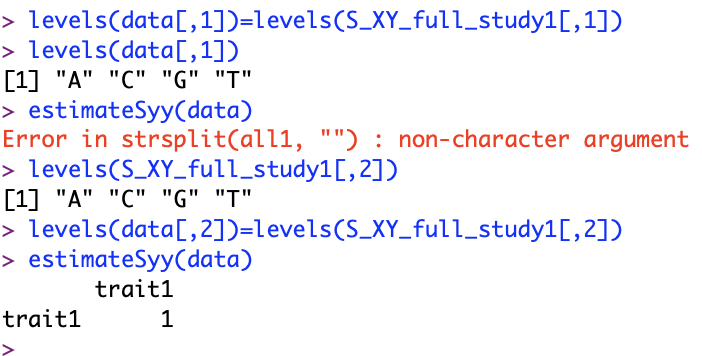 > levels(data[,1])=levels(S_XY_full_study1[,1])
> levels(data[,1])
[1] "A" "C" "G" "T"
> estimateSyy(data)
Error in strsplit(all1, "") : non-character argument
> levels(S_XY_full_study1[,2])
[1] "A" "C" "G" "T"
> levels(data[,2])=levels(S_XY_full_study1[,2])
> estimateSyy(data)
       trait1
trait1      1
>